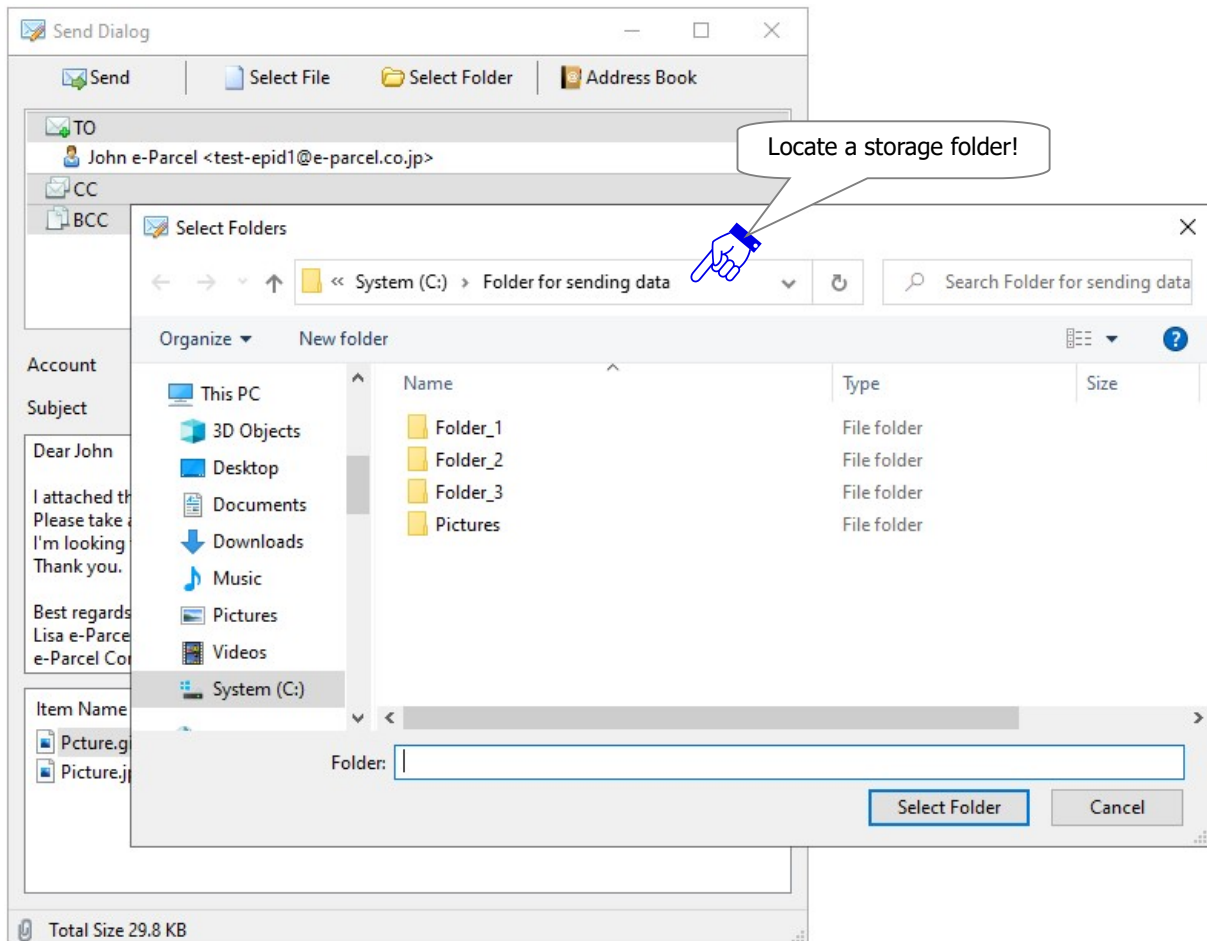 Send Dialog
Send Select File Select Folder Address Book
TO
John e-Parcel <test-epid1@e-parcel.co.jp>
CC
BCC
Locate a storage folder!
Select Folders
« System (C:) › Folder for sending data
Search Folder for sending data
Organize New folder
Account
Subject
Dear John
I attached
Please take
I'm looking
Thank you.
Best regards
Lisa e-Parce
e-Parcel
Item Name
Pcture.gi
Picture.j
Total Size 29.8 KB
This PC
3D Objects
Desktop
Documents
Downloads
Music
Pictures
Videos
System (C:)
Name Type Size
Folder_1 File folder
Folder_2 File folder
Folder_3 File folder
Pictures File folder
Folder:
Select Folder Cancel